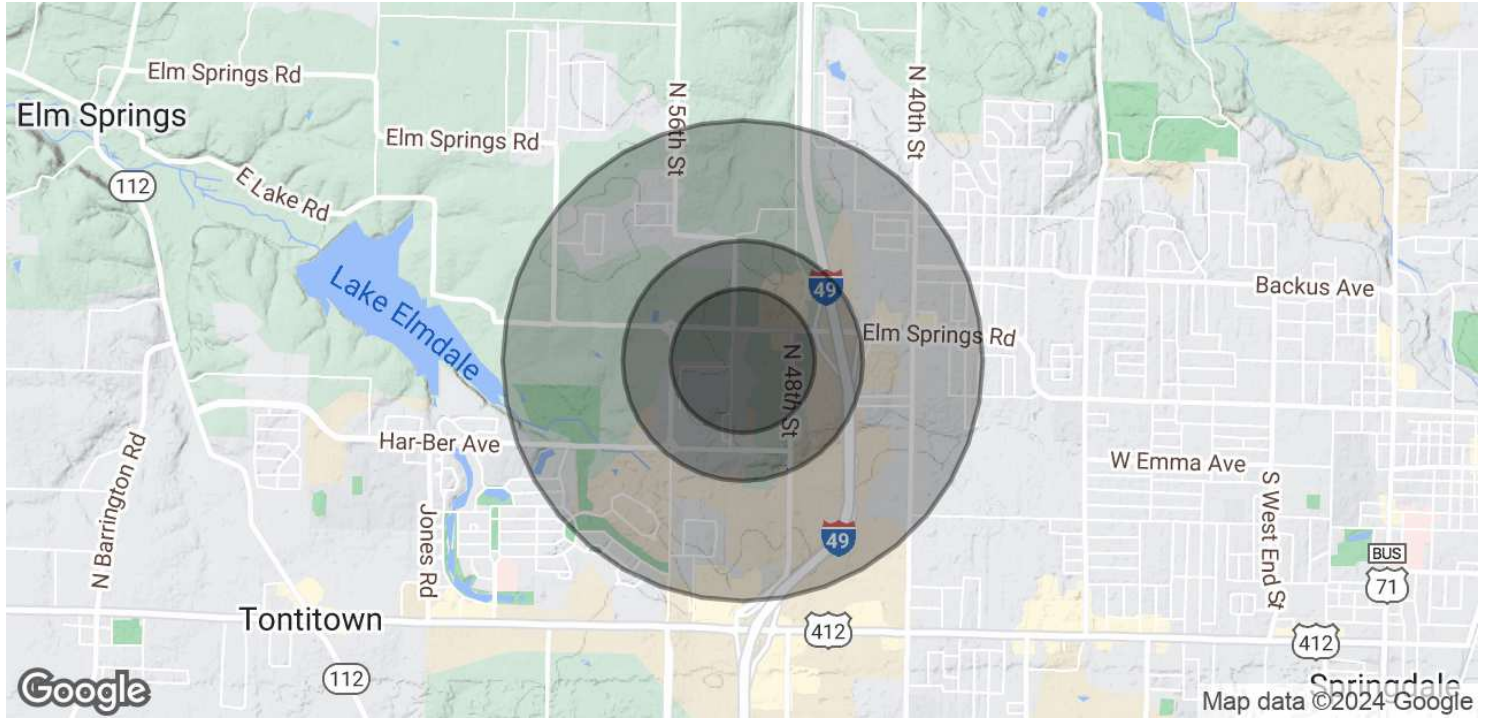 Elm Springs Rd
Elm Springs
N 56th St
N 40th St
Elm Springs Rd
112
E Lake Rd
Lake Elmdale
49
Backus Ave
Elm Springs Rd
N 48th St
Har-Ber Ave
W Emma Ave
N Barrington Rd
Jones Rd
S West End St
49
BUS
71
Tontitown
412
412
112
Springdale
Google
Map data ©2024 Google